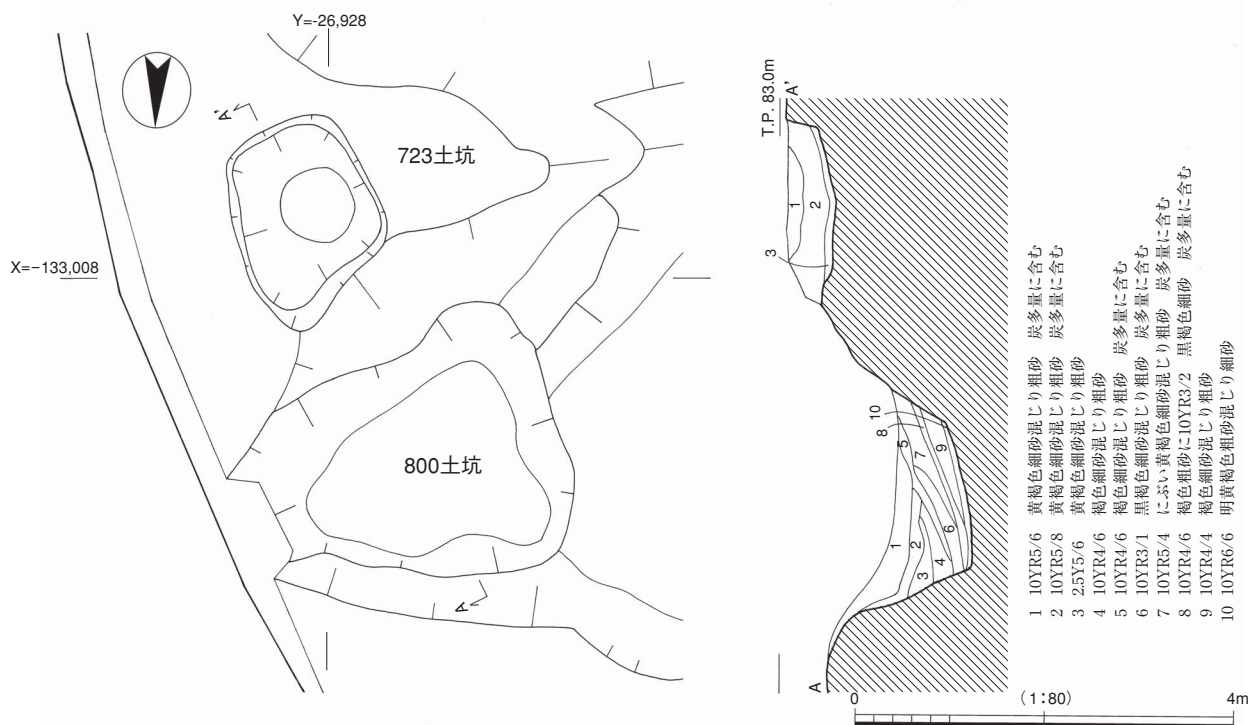 Y=-26,928
X=-133,008
A'
723土坑
800土坑
A
T.P. 83.0m
A'
1
2
3
10
8
5
7
9
1
2
6
3
4
A
1 10YR5/6 黄褐色細砂混じり粗砂 炭多量に含む
2 10YR5/8 黄褐色細砂混じり粗砂 炭多量に含む
3 2.5Y5/6 黄褐色細砂混じり粗砂
4 10YR4/6 褐色細砂混じり粗砂
5 10YR4/6 褐色細砂混じり粗砂 炭多量に含む
6 10YR3/1 黒褐色細砂混じり粗砂 炭多量に含む
7 10YR5/4 にぶい黄褐色細砂混じり粗砂 炭多量に含む
8 10YR4/6 褐色粗砂に10YR3/2 黒褐色細砂 炭多量に含む
9 10YR4/4 褐色細砂混じり粗砂
10 10YR6/6 明黄褐色粗砂混じり細砂
0 (1:80) 4m